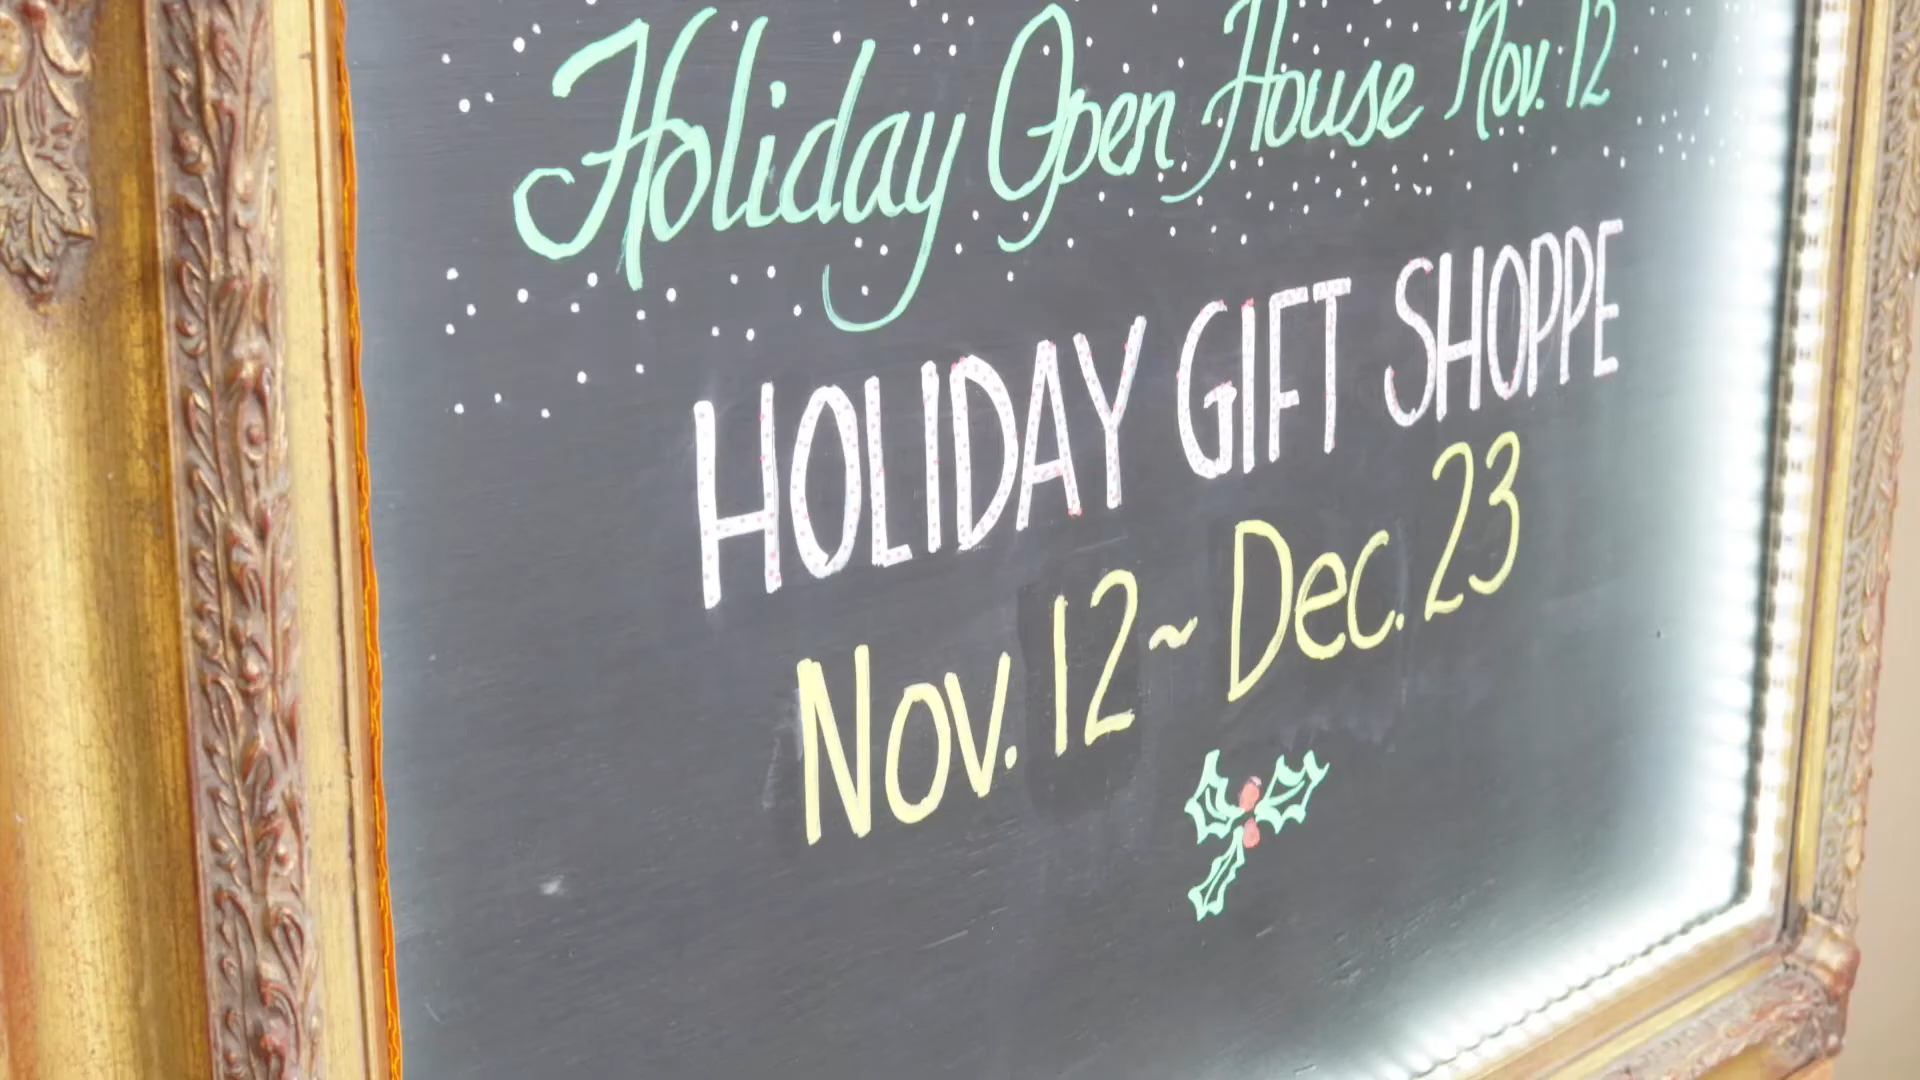 Holiday Open House Nov. 12
HOLIDAY GIFT SHOPPE
Nov. 12 ~ Dec. 23